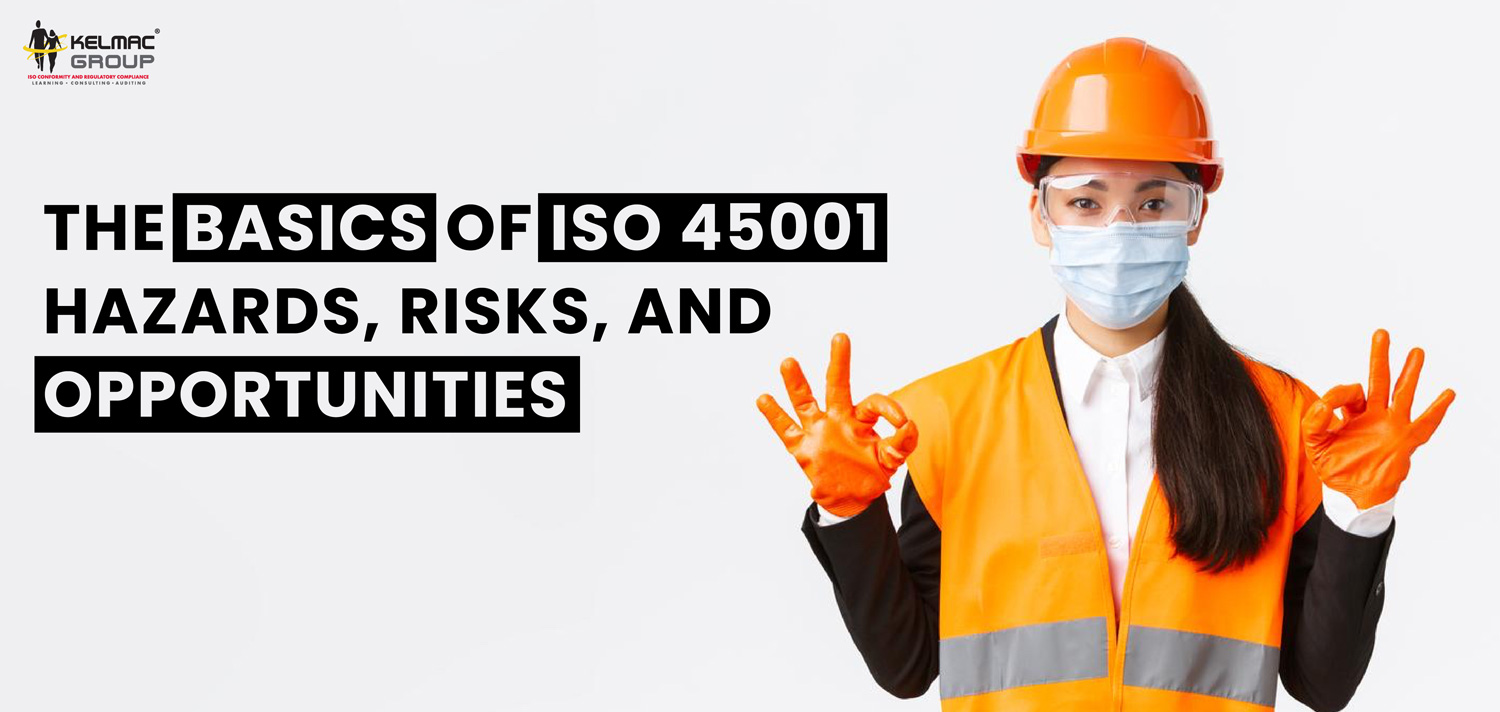 KELMAC®
GROUP
ISO CONFORMITY AND REGULATORY COMPLIANCE
LEARNING • CONSULTING • AUDITING
THE BASICS OF ISO 45001
HAZARDS, RISKS, AND
OPPORTUNITIES